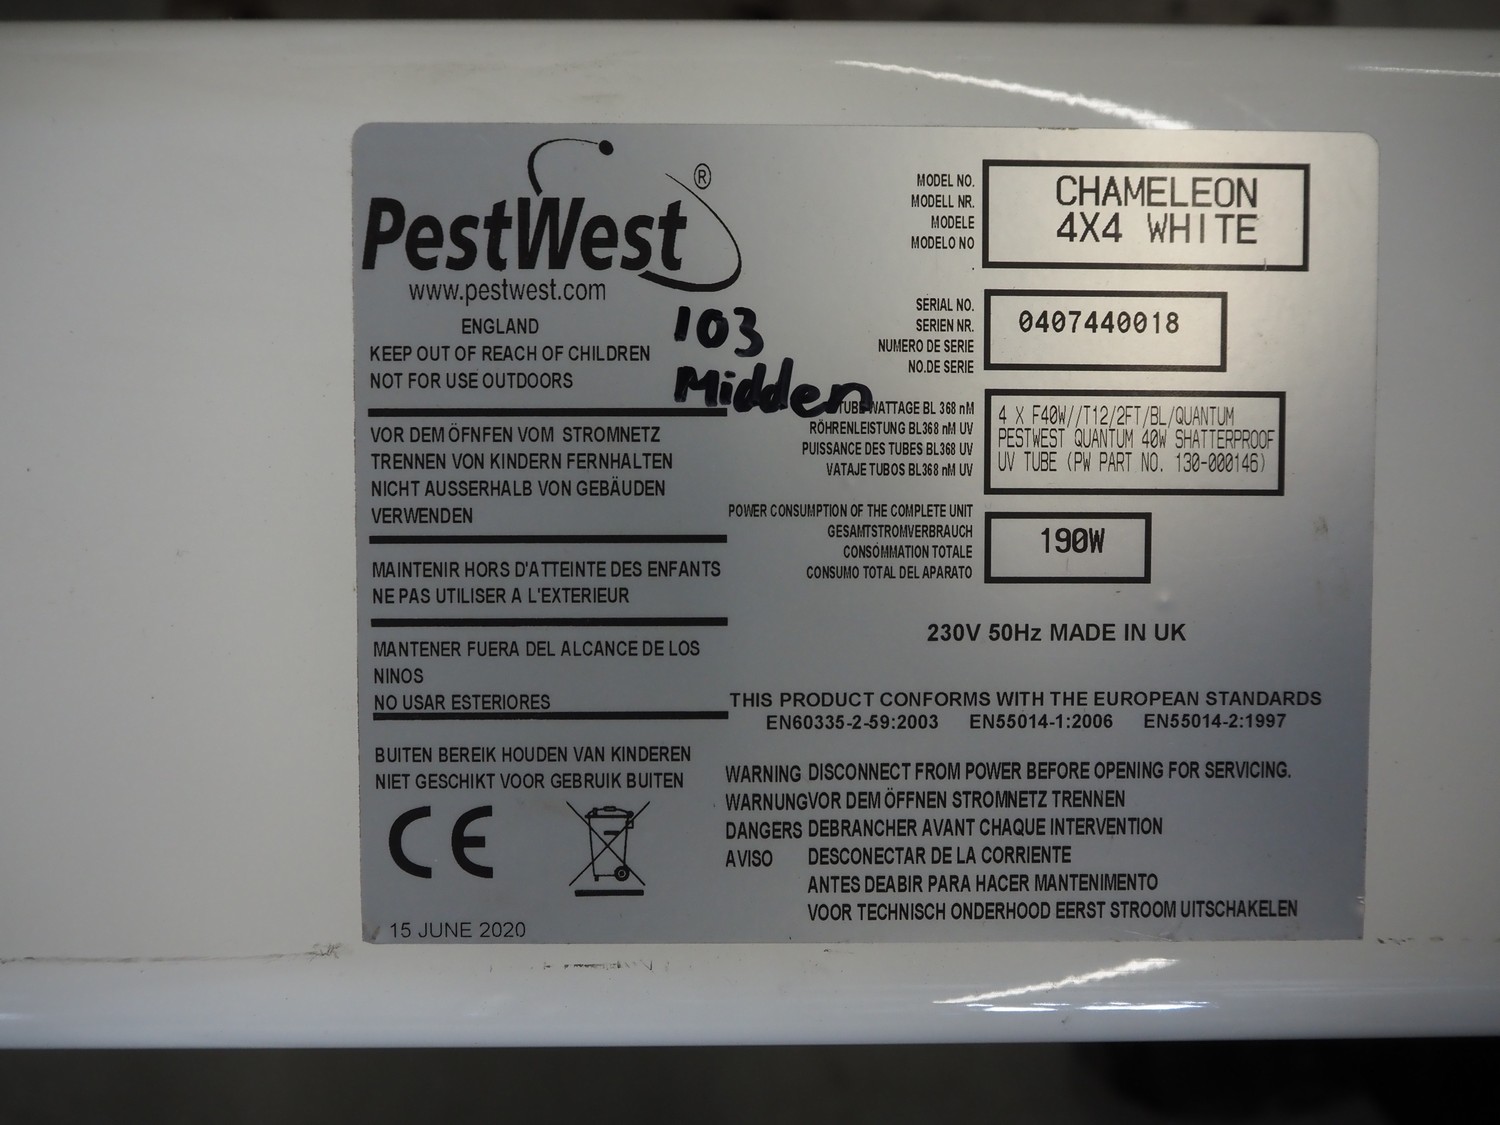 PestWest®
www.pestwest.com
ENGLAND
KEEP OUT OF REACH OF CHILDREN
NOT FOR USE OUTDOORS
VOR DEM ÖFNFEN VOM STROMNETZ
TRENNEN VON KINDERN FERNHALTEN
NICHT AUSSERHALB VON GEBÄUDEN
VERWENDEN
MAINTENIR HORS D'ATTEINTE DES ENFANTS
NE PAS UTILISER A L'EXTERIEUR
MANTENER FUERA DEL ALCANCE DE LOS
NINOS
NO USAR ESTERIORES
BUITEN BEREIK HOUDEN VAN KINDEREN
NIET GESCHIKT VOOR GEBRUIK BUITEN
CE
15 JUNE 2020
103
Midden
MODEL NO.
MODELL NR.
MODELE
MODELO NO
CHAMELEON
4X4 WHITE
SERIAL NO.
SERIEN NR.
NUMERO DE SERIE
NO.DE SERIE
0407440018
TUBE WATTAGE BL 368 nM
RÖHRENLEISTUNG BL368 nM UV
PUISSANCE DES TUBES BL368 UV
VATAJE TUBOS BL368 nM UV
4 X F40W//T12/2FT/BL/QUANTUM
PESTWEST QUANTUM 40W SHATTERPROOF
UV TUBE (PW PART NO. 130-000146)
POWER CONSUMPTION OF THE COMPLETE UNIT
GESAMTSTROMVERBRAUCH
CONSOMMATION TOTALE
CONSUMO TOTAL DEL APARATO
190W
230V 50Hz MADE IN UK
THIS PRODUCT CONFORMS WITH THE EUROPEAN STANDARDS
EN60335-2-59:2003 EN55014-1:2006 EN55014-2:1997
WARNING DISCONNECT FROM POWER BEFORE OPENING FOR SERVICING.
WARNUNG VOR DEM ÖFFNEN STROMNETZ TRENNEN
DANGERS DEBRANCHER AVANT CHAQUE INTERVENTION
AVISO DESCONECTAR DE LA CORRIENTE
ANTES DEABIR PARA HACER MANTENIMENTO
VOOR TECHNISCH ONDERHOOD EERST STROOM UITSCHAKELEN